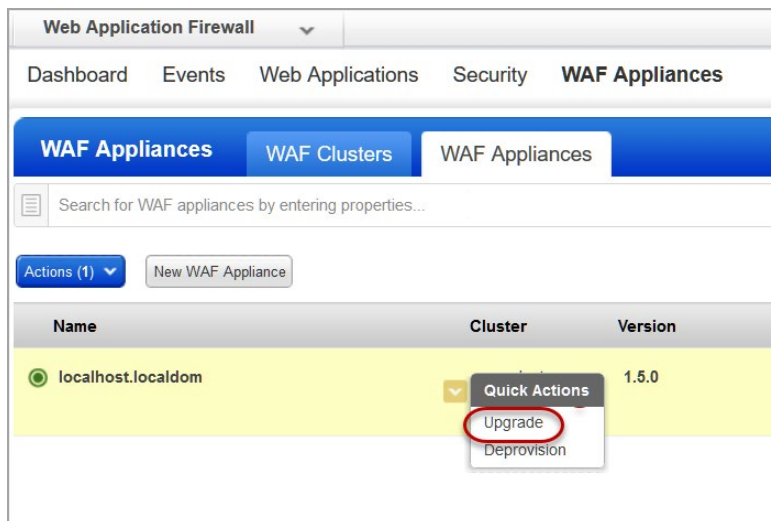 Web Application Firewall
Dashboard Events Web Applications Security WAF Appliances
WAF Appliances WAF Clusters WAF Appliances
Search for WAF appliances by entering properties...
Actions (1) New WAF Appliance
Name Cluster Version
localhost.localdom 1.5.0
Quick Actions
Upgrade
Deprovision